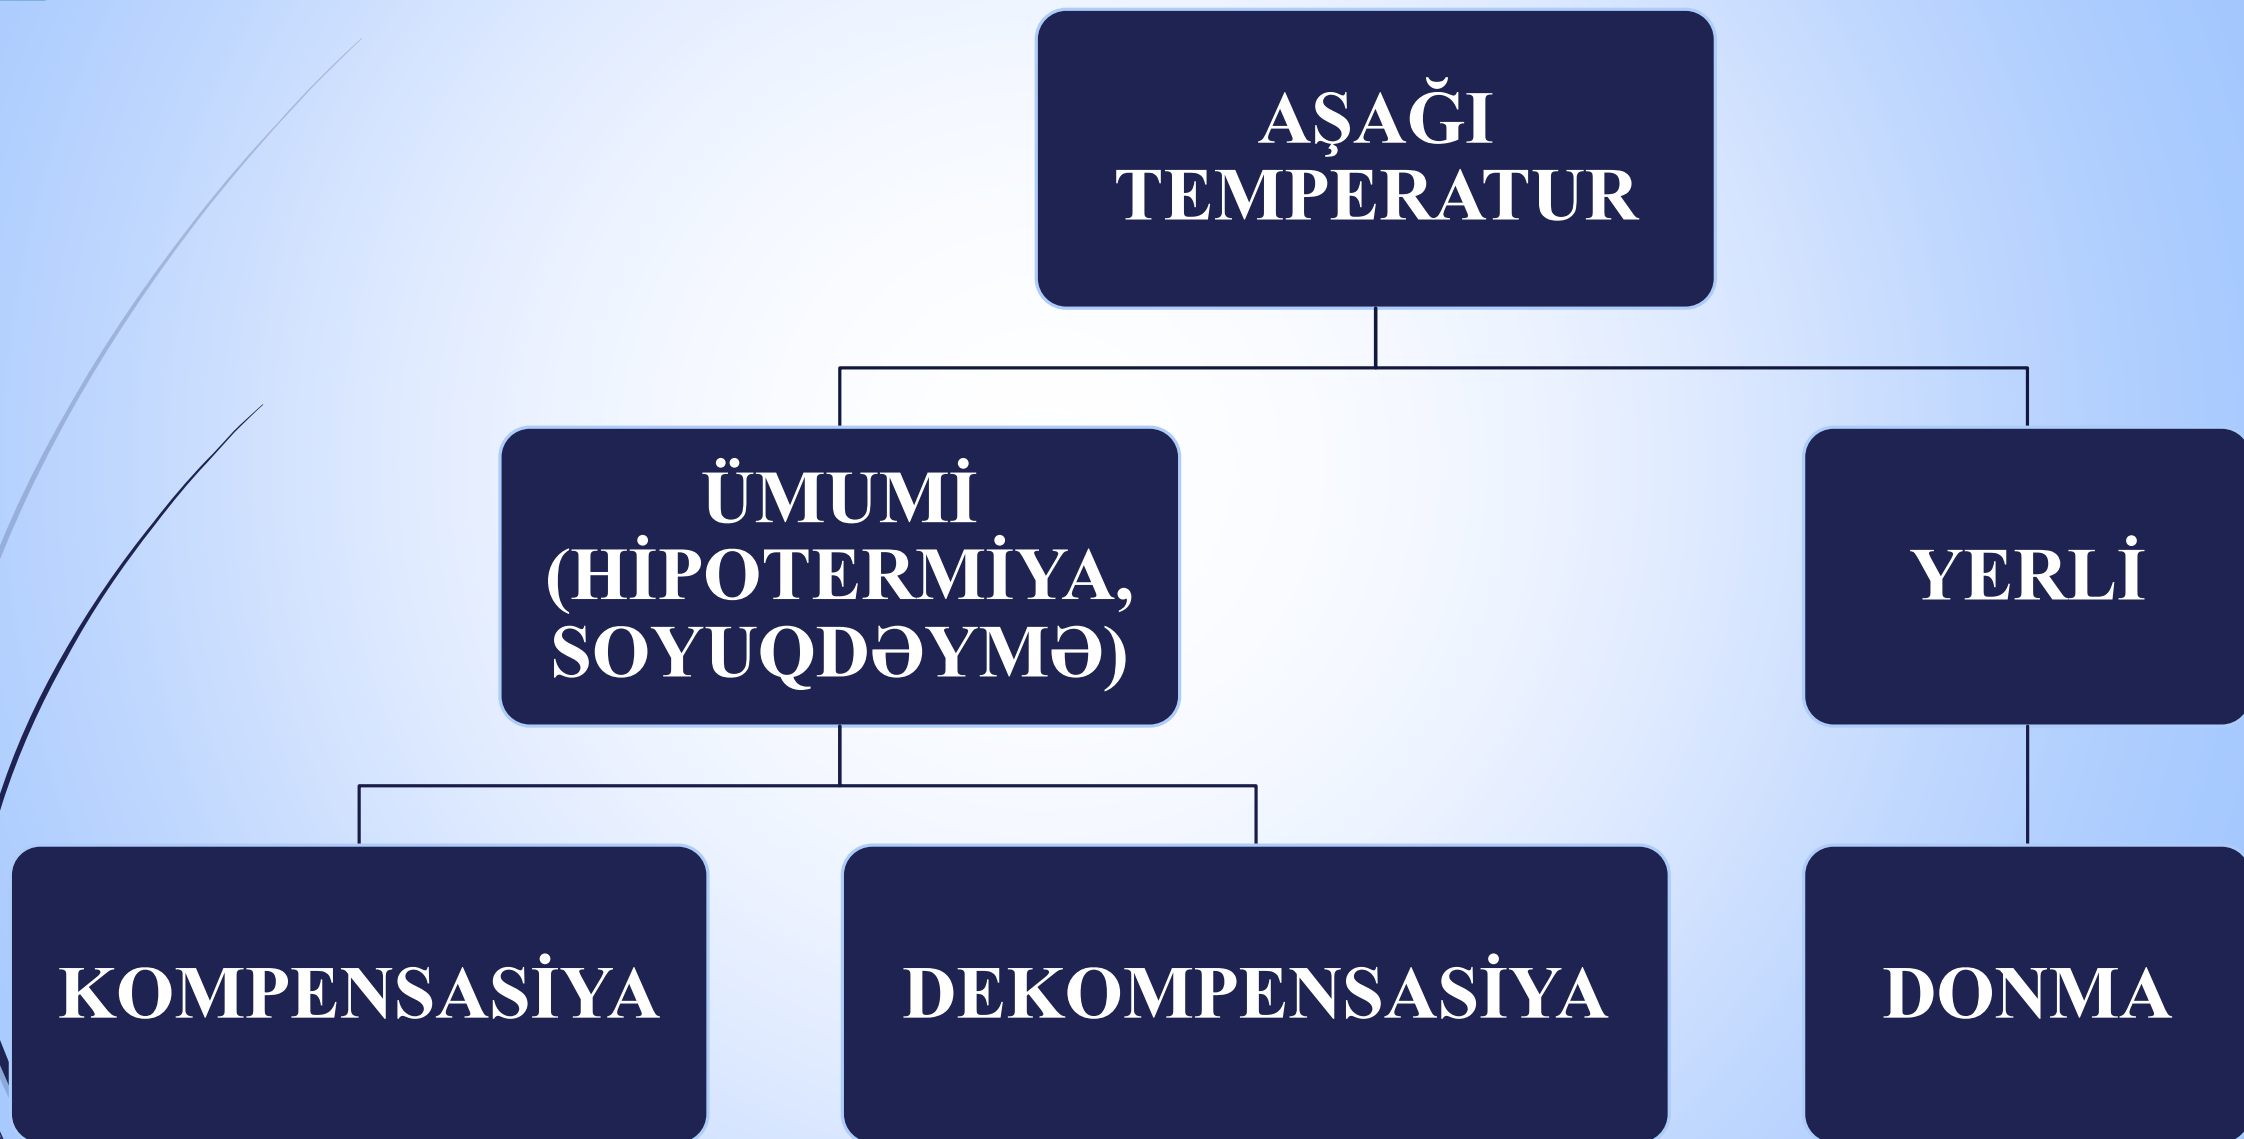 AŞAĞI
TEMPERATUR
ÜMUMİ
(HİPOTERMİYA,
SOYUQDƏYMƏ)
YERLİ
KOMPENSASİYA
DEKOMPENSASİYA
DONMA